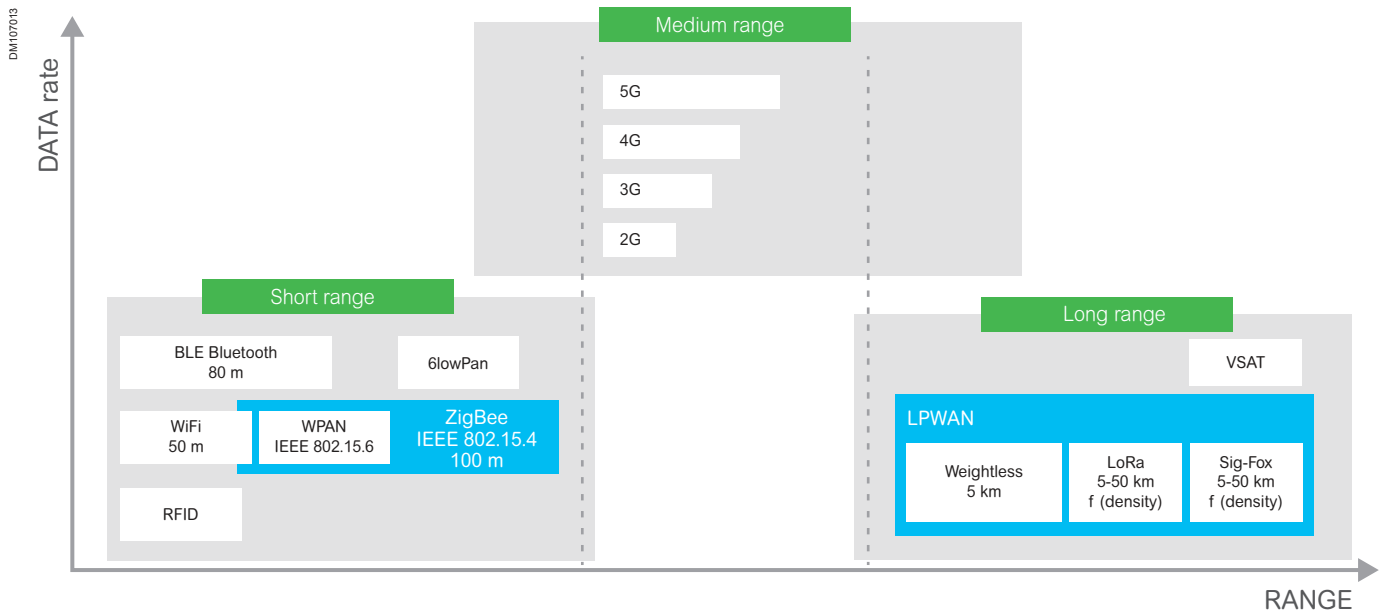 DM107013
DATA rate
Medium range
5G
4G
3G
2G
Short range
BLE Bluetooth
80 m
6lowPan
WiFi
50 m
WPAN
IEEE 802.15.6
ZigBee
IEEE 802.15.4
100 m
RFID
Long range
VSAT
LPWAN
Weightless
5 km
LoRa
5-50 km
f (density)
Sig-Fox
5-50 km
f (density)
RANGE